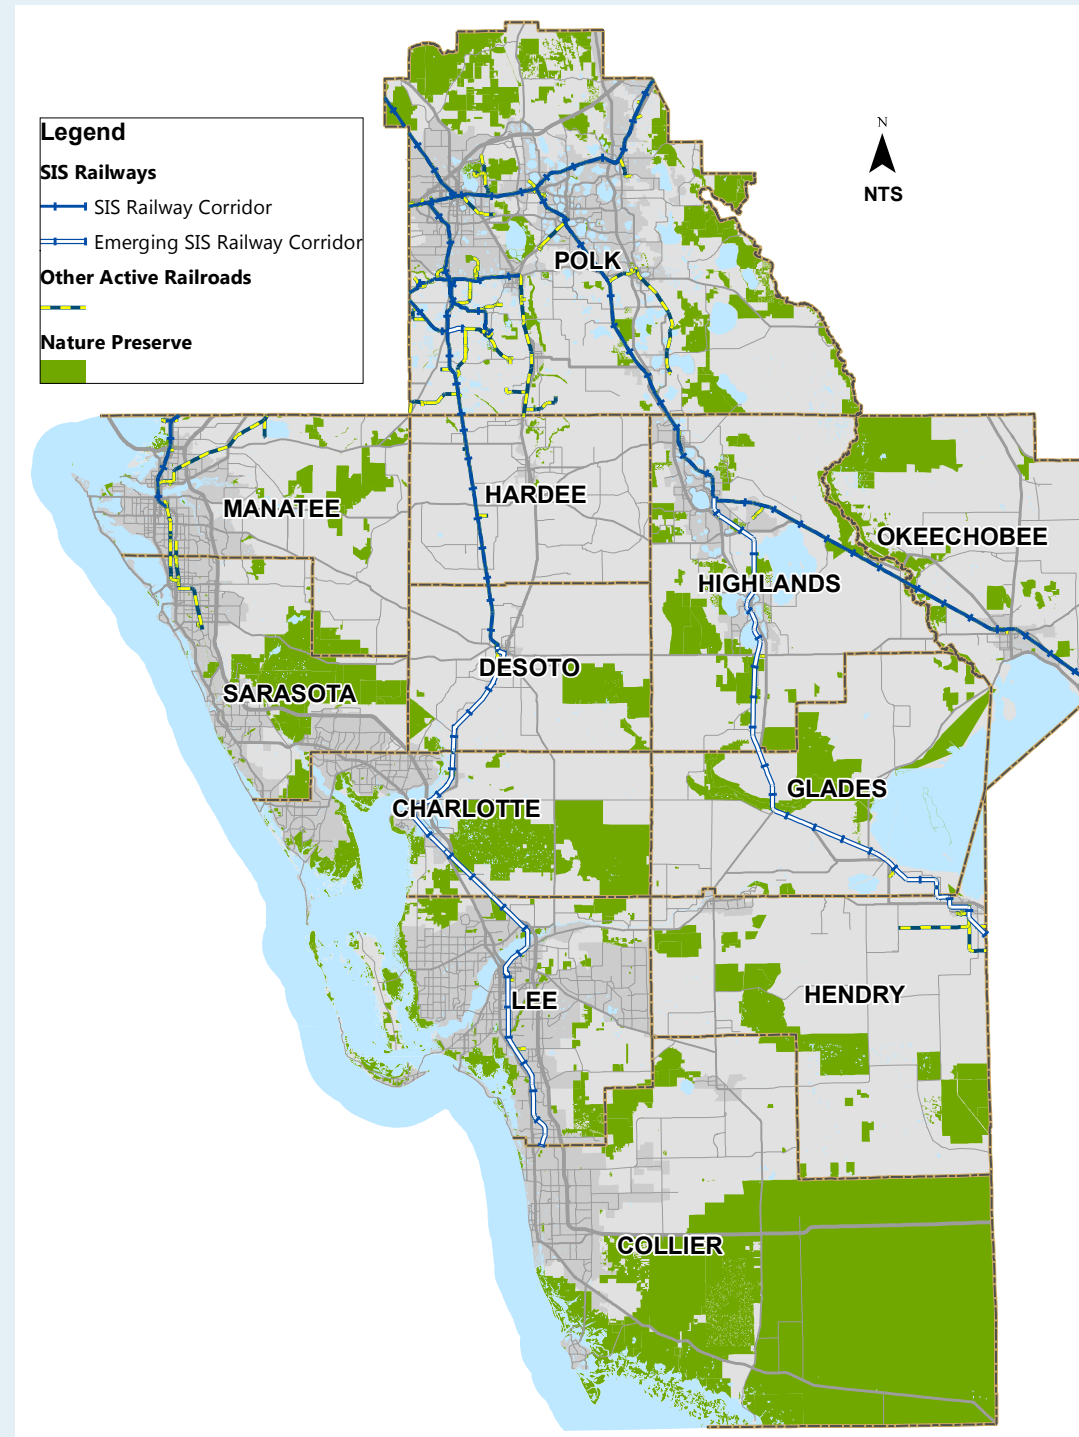 Legend
SIS Railways
SIS Railway Corridor
Emerging SIS Railway Corridor
Other Active Railroads
Nature Preserve
N
NTS
POLK
MANATEE
HARDEE
OKEECHOBEE
HIGHLANDS
DESOTO
SARASOTA
GLADES
CHARLOTTE
HENDRY
LEE
COLLIER